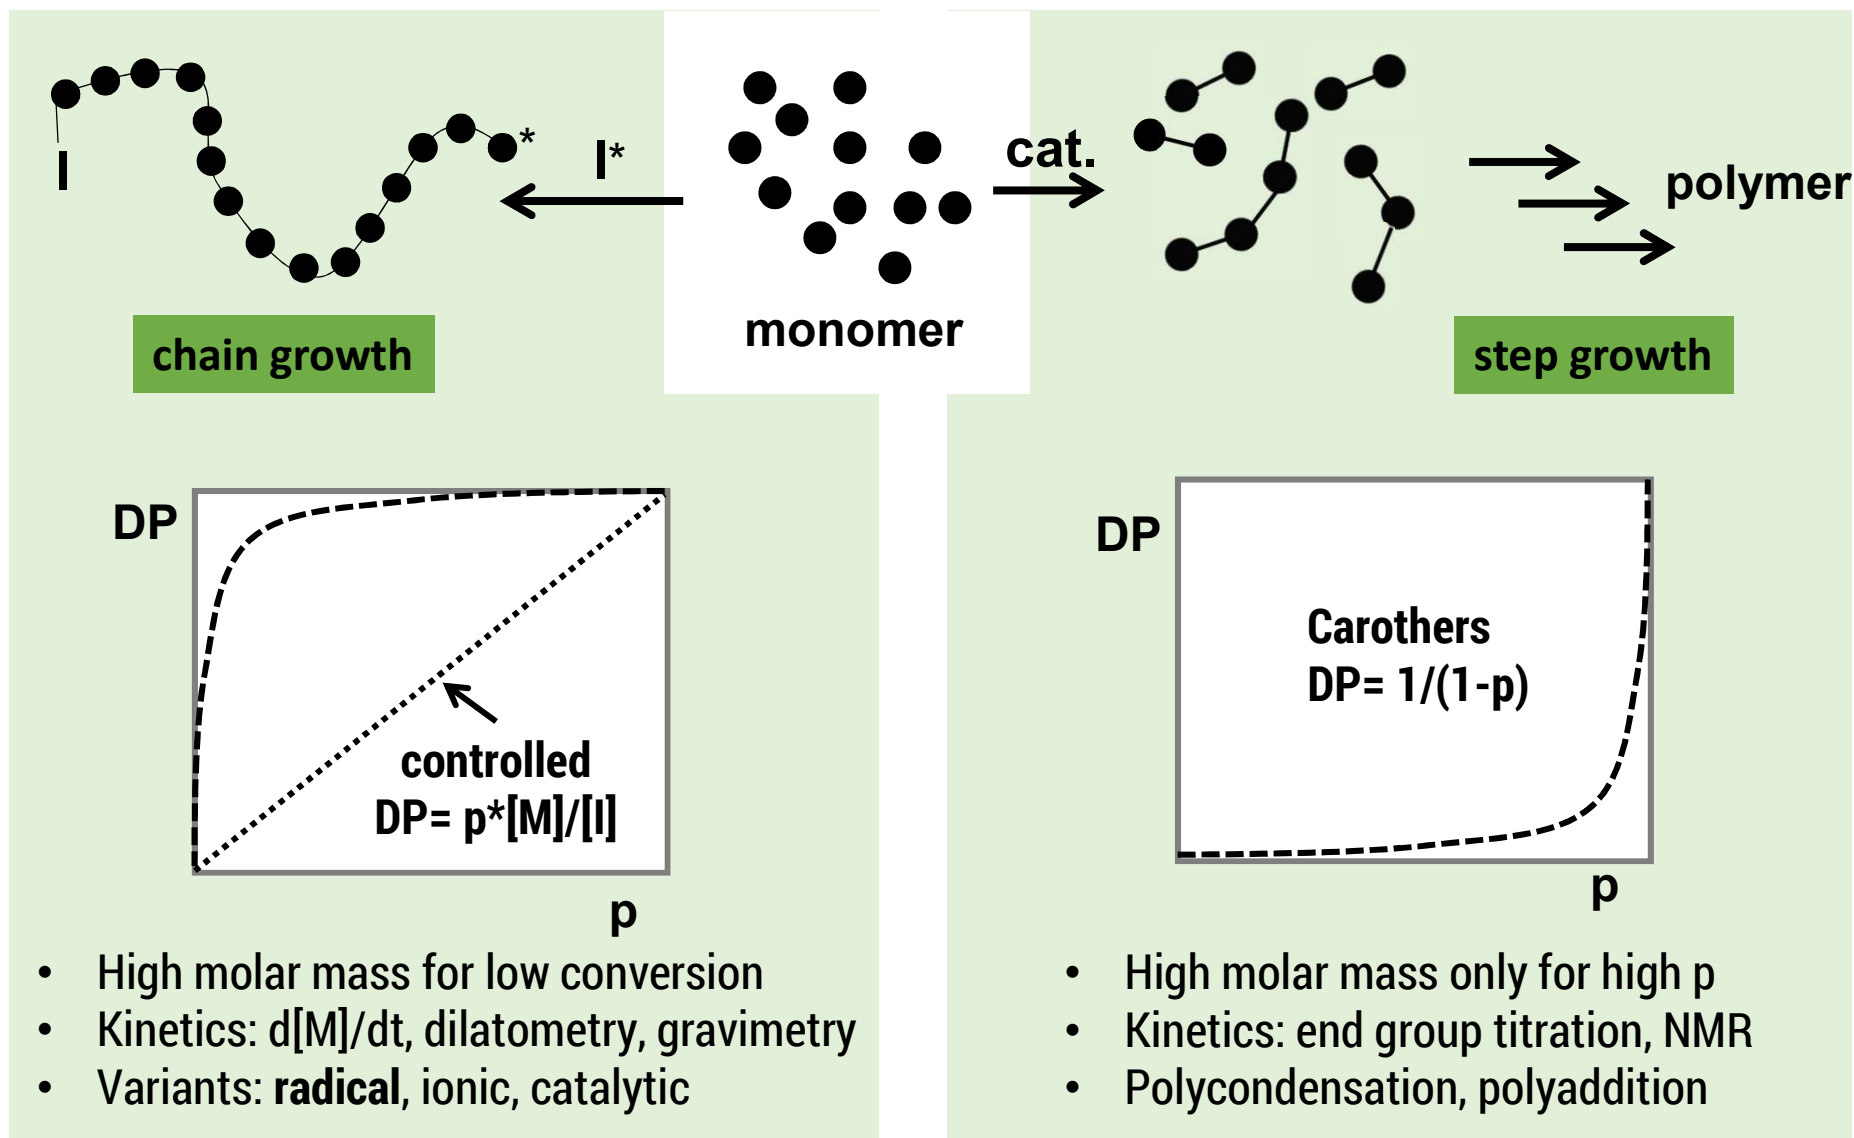 I
*
I*
monomer
cat.
polymer
chain growth
step growth
DP
controlled
DP= p*[M]/[I]
p
• High molar mass for low conversion
• Kinetics: d[M]/dt, dilatometry, gravimetry
• Variants: radical, ionic, catalytic
DP
Carothers
DP= 1/(1-p)
p
• High molar mass only for high p
• Kinetics: end group titration, NMR
• Polycondensation, polyaddition